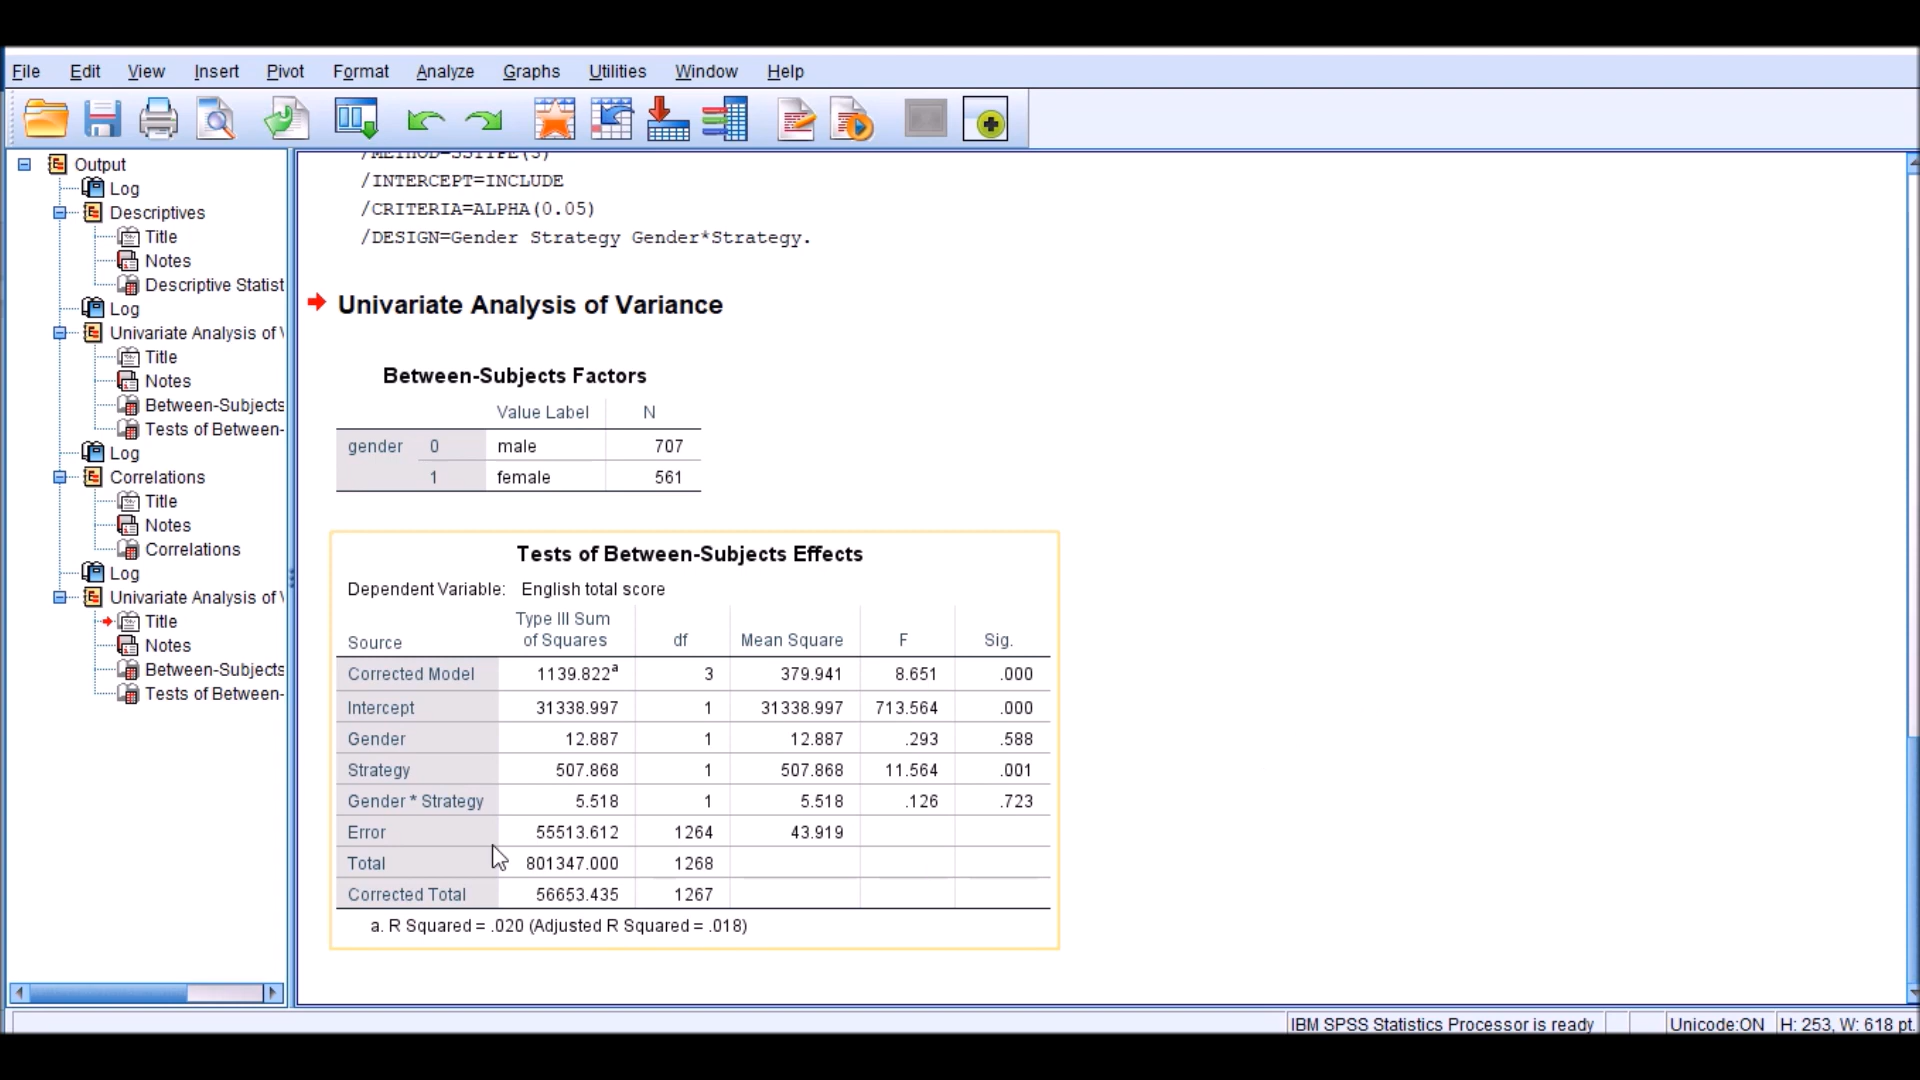 File Edit View Insert Pivot Format Analyze Graphs Utilities Window Help
Output
Log
Descriptives
Title
Notes
Descriptive Statist
Log
Univariate Analysis of
Title
Notes
Between-Subjects
Tests of Between-
Log
Correlations
Title
Notes
Correlations
Log
Univariate Analysis of
Title
Notes
Between-Subjects
Tests of Between-
/METHOD=SSTYPE(3)
/INTERCEPT=INCLUDE
/CRITERIA=ALPHA(0.05)
/DESIGN=Gender Strategy Gender*Strategy.
Univariate Analysis of Variance
Between-Subjects Factors
Value Label N
gender 0 male 707
1 female 561
Tests of Between-Subjects Effects
Dependent Variable: English total score
Source Type III Sum of Squares df Mean Square F Sig.
Corrected Model 1139.822a 3 379.941 8.651 .000
Intercept 31338.997 1 31338.997 713.564 .000
Gender 12.887 1 12.887 .293 .588
Strategy 507.868 1 507.868 11.564 .001
Gender * Strategy 5.518 1 5.518 .126 .723
Error 55513.612 1264 43.919
Total 801347.000 1268
Corrected Total 56653.435 1267
a. R Squared = .020 (Adjusted R Squared = .018)
IBM SPSS Statistics Processor is ready Unicode:ON H: 253, W: 618 pt.